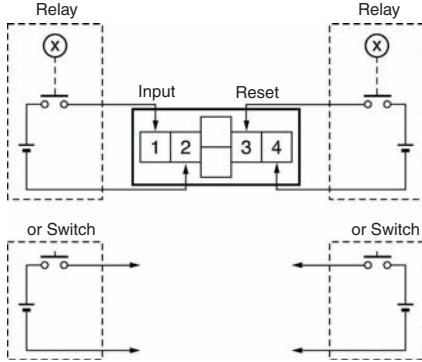 Relay
Relay
X
X
Input
Reset
1 2 3 4
or Switch
or Switch